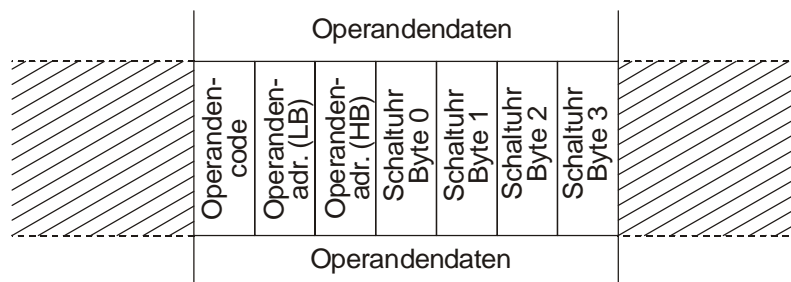 Operandendaten
Operanden-
code
Operanden-
adr. (LB)
Operanden-
adr. (HB)
Schaltuhr
Byte 0
Schaltuhr
Byte 1
Schaltuhr
Byte 2
Schaltuhr
Byte 3
Operandendaten